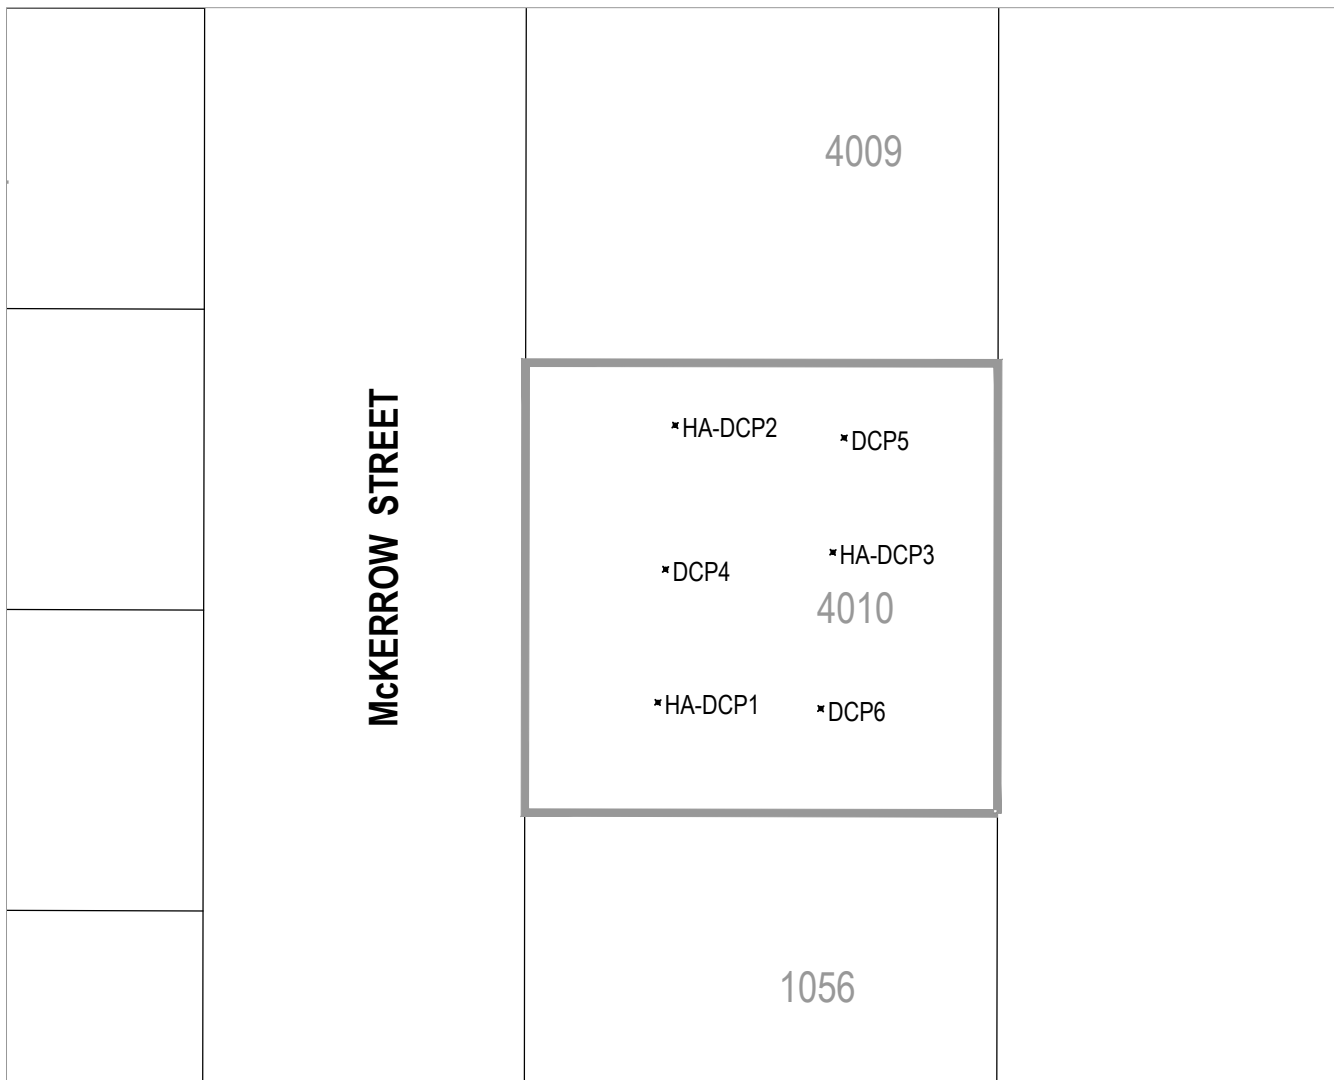 4009
McKERROW STREET
HA-DCP2
DCP5
HA-DCP3
DCP4
4010
HA-DCP1
DCP6
1056